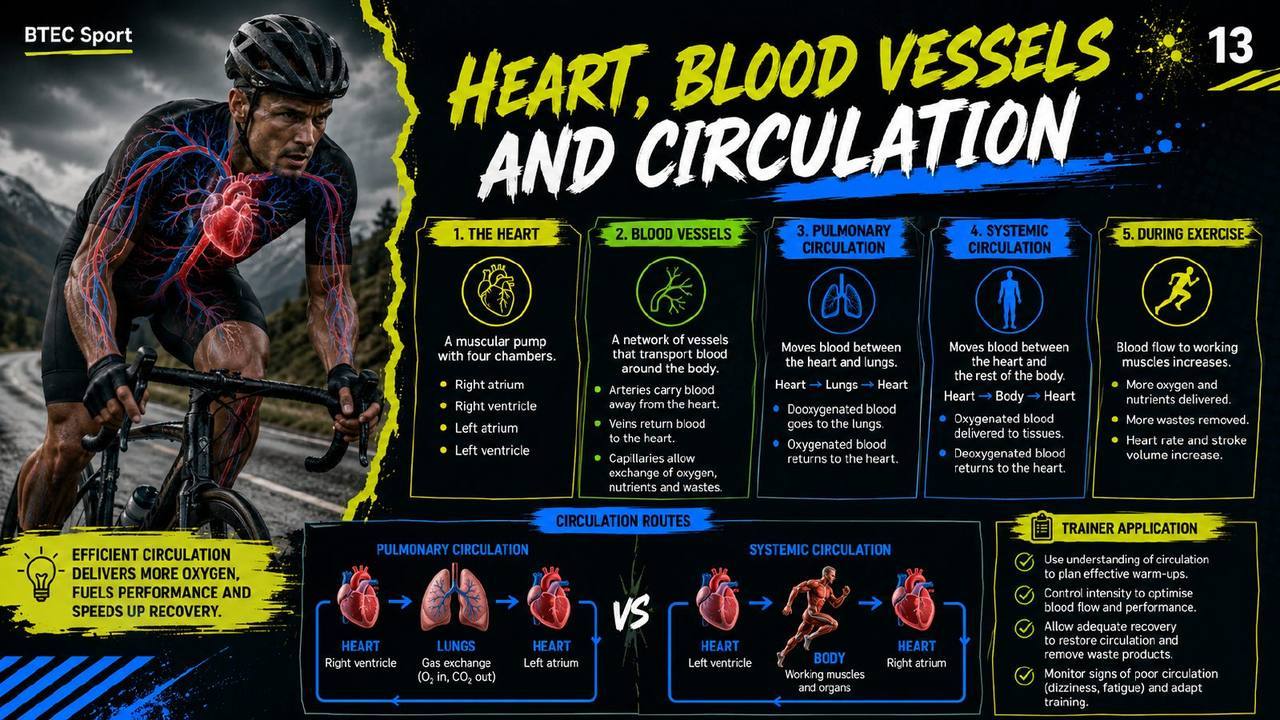 BTEC Sport
13
HEART, BLOOD VESSELS
AND CIRCULATION
1. THE HEART
A muscular pump
with four chambers.
Right atrium
Right ventricle
Left atrium
Left ventricle
2. BLOOD VESSELS
A network of vessels
that transport blood
around the body.
Arteries carry blood
away from the heart.
Veins return blood
to the heart.
Capillaries allow
exchange of oxygen,
nutrients and wastes.
3. PULMONARY
CIRCULATION
Moves blood between
the heart and lungs.
Heart → Lungs → Heart
Dooxygenated blood
goes to the lungs.
Oxygenated blood
returns to the heart.
4. SYSTEMIC
CIRCULATION
Moves blood between
the heart and
the rest of the body.
Heart → Body → Heart
Oxygenated blood
delivered to tissues.
Deoxygenated blood
returns to the heart.
5. DURING EXERCISE
Blood flow to working
muscles increases.
More oxygen and
nutrients delivered.
More wastes removed.
Heart rate and stroke
volume increase.
EFFICIENT CIRCULATION
DELIVERS MORE OXYGEN,
FUELS PERFORMANCE AND
SPEEDS UP RECOVERY.
CIRCULATION ROUTES
PULMONARY CIRCULATION
HEART
Right ventricle
LUNGS
Gas exchange
(O₂ in, CO₂ out)
HEART
Left atrium
VS
SYSTEMIC CIRCULATION
HEART
Left ventricle
BODY
Working muscles
and organs
HEART
Right atrium
TRAINER APPLICATION
Use understanding of circulation
to plan effective warm-ups.
Control intensity to optimise
blood flow and performance.
Allow adequate recovery
to restore circulation and
remove waste products.
Monitor signs of poor circulation
(dizziness, fatigue) and adapt
training.